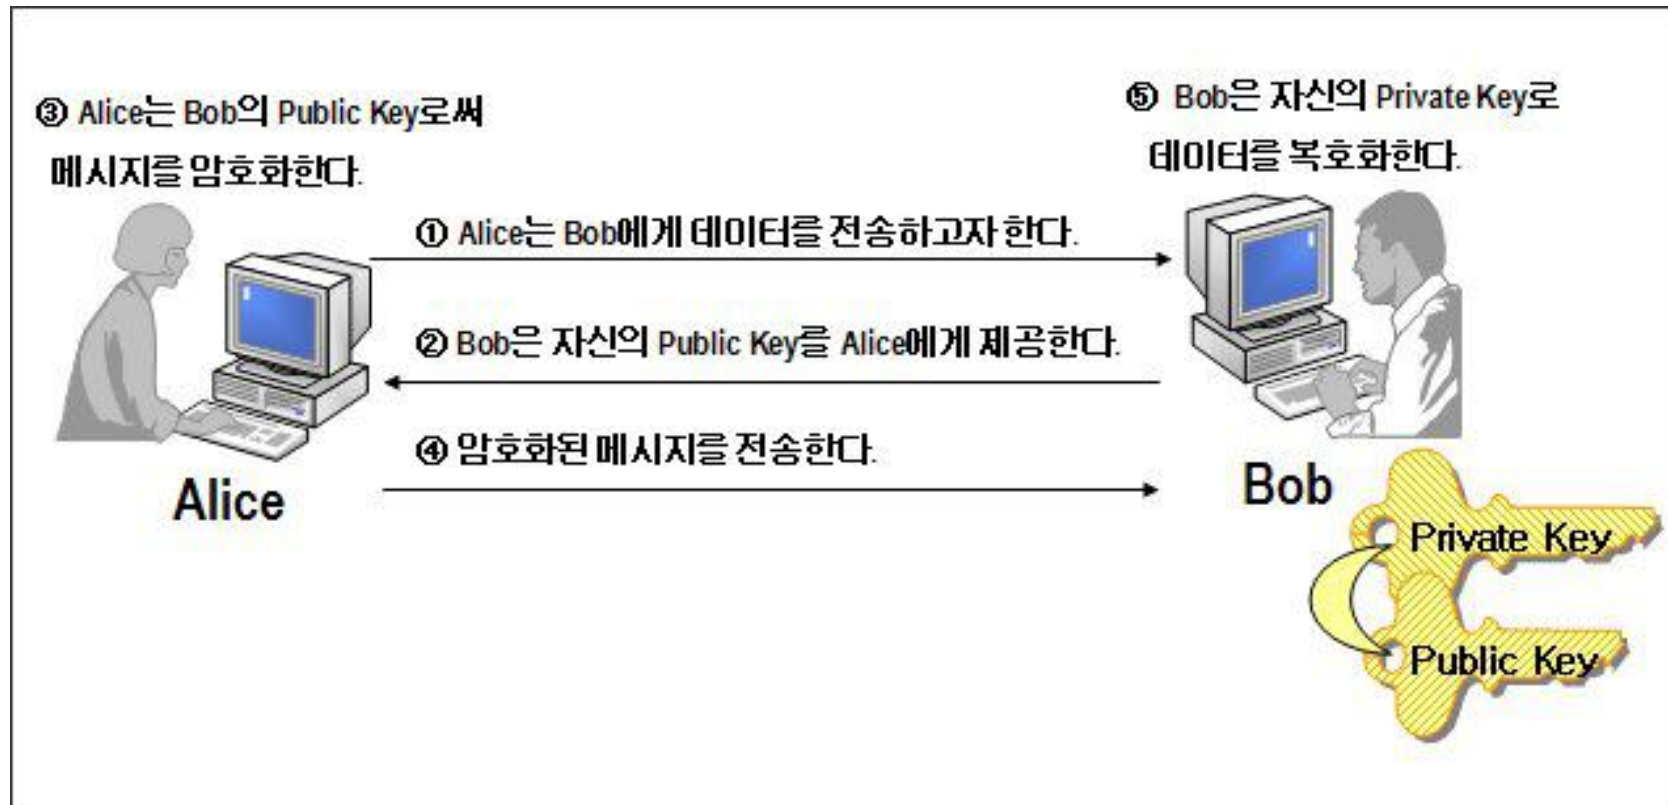 ③ Alice는 Bob의 Public Key로써
메시지를 암호화한다.
⑤ Bob은 자신의 Private Key로
데이터를 복호화한다.
① Alice는 Bob에게 데이터를 전송하고자 한다.
② Bob은 자신의 Public Key를 Alice에게 제공한다.
④ 암호화된 메시지를 전송한다.
Alice
Bob
Private Key
Public Key